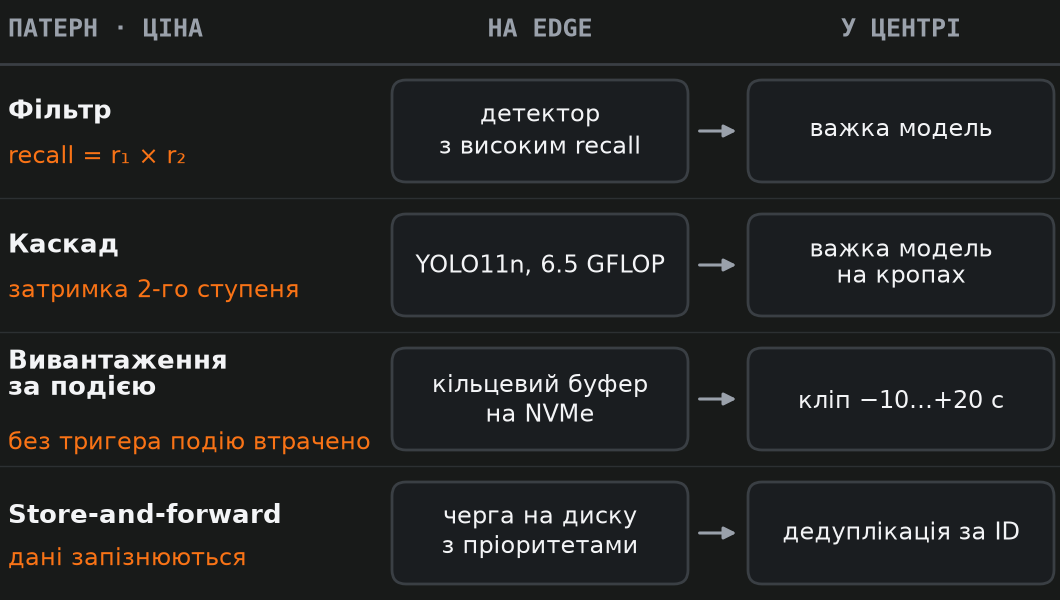 ПАТЕРН · ЦІНА
НА EDGE
У ЦЕНТРІ
Фільтр
recall = r₁ × r₂
детектор
з високим recall
важка модель
Каскад
затримка 2-го ступеня
YOLO11n, 6.5 GFLOP
важка модель
на кропах
Вивантаження
за подією
без тригера подію втрачено
кільцевий буфер
на NVMe
кліп −10…+20 с
Store-and-forward
дані запізнюються
черга на диску
з пріоритетами
дедуплікація за ID